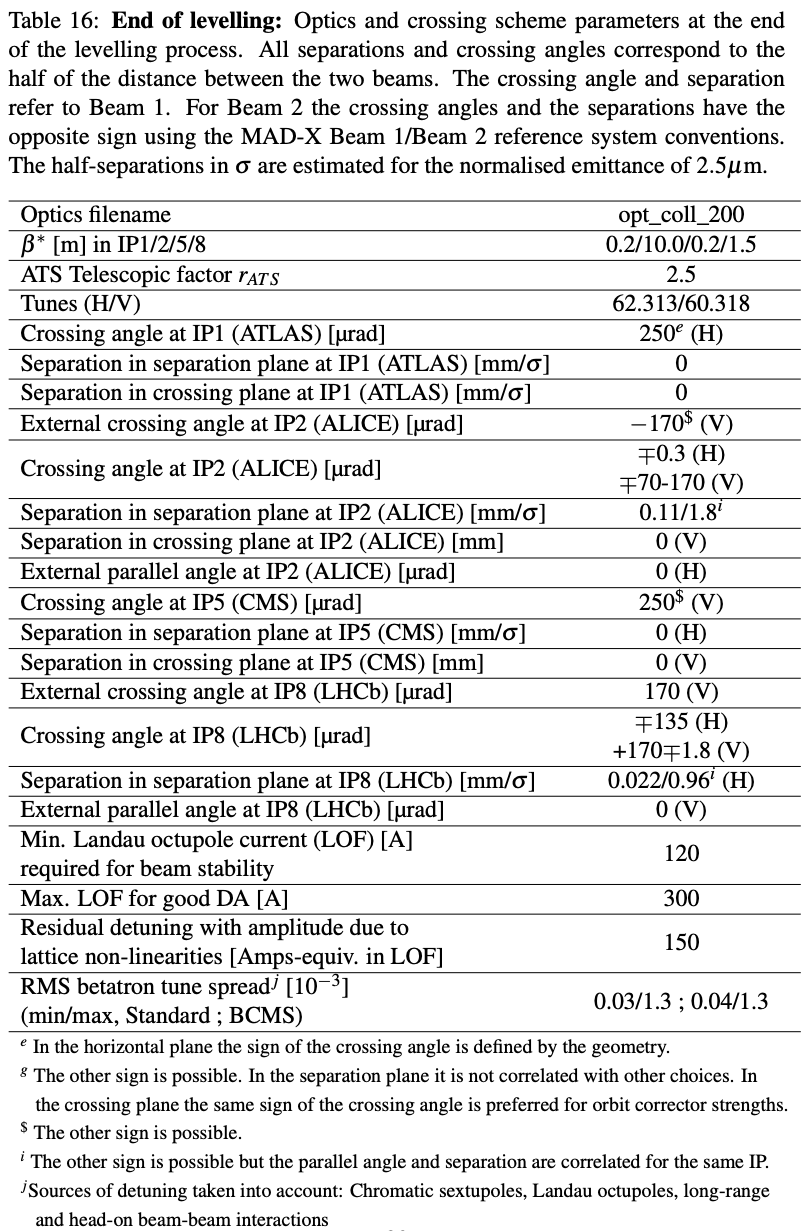 Table 16: End of levelling: Optics and crossing scheme parameters at the end
of the levelling process. All separations and crossing angles correspond to the
half of the distance between the two beams. The crossing angle and separation
refer to Beam 1. For Beam 2 the crossing angles and the separations have the
opposite sign using the MAD-X Beam 1/Beam 2 reference system conventions.
The half-separations in σ are estimated for the normalised emittance of 2.5μm.
Optics filename opt_coll_200
β* [m] in IP1/2/5/8 0.2/10.0/0.2/1.5
ATS Telescopic factor r_ATS 2.5
Tunes (H/V) 62.313/60.318
Crossing angle at IP1 (ATLAS) [μrad] 250^e (H)
Separation in separation plane at IP1 (ATLAS) [mm/σ] 0
Separation in crossing plane at IP1 (ATLAS) [mm/σ] 0
External crossing angle at IP2 (ALICE) [μrad] −170^$ (V)
Crossing angle at IP2 (ALICE) [μrad] ∓0.3 (H)
∓70-170 (V)
Separation in separation plane at IP2 (ALICE) [mm/σ] 0.11/1.8^i
Separation in crossing plane at IP2 (ALICE) [mm] 0 (V)
External parallel angle at IP2 (ALICE) [μrad] 0 (H)
Crossing angle at IP5 (CMS) [μrad] 250^$ (V)
Separation in separation plane at IP5 (CMS) [mm/σ] 0 (H)
Separation in crossing plane at IP5 (CMS) [mm] 0 (V)
External crossing angle at IP8 (LHCb) [μrad] 170 (V)
Crossing angle at IP8 (LHCb) [μrad] ∓135 (H)
+170∓1.8 (V)
Separation in separation plane at IP8 (LHCb) [mm/σ] 0.022/0.96^i (H)
External parallel angle at IP8 (LHCb) [μrad] 0 (V)
Min. Landau octupole current (LOF) [A]
required for beam stability 120
Max. LOF for good DA [A] 300
Residual detuning with amplitude due to
lattice non-linearities [Amps-equiv. in LOF] 150
RMS betatron tune spread^j [10^−3]
(min/max, Standard ; BCMS) 0.03/1.3 ; 0.04/1.3
^e In the horizontal plane the sign of the crossing angle is defined by the geometry.
^g The other sign is possible. In the separation plane it is not correlated with other choices. In
the crossing plane the same sign of the crossing angle is preferred for orbit corrector strengths.
^$ The other sign is possible.
^i The other sign is possible but the parallel angle and separation are correlated for the same IP.
^j Sources of detuning taken into account: Chromatic sextupoles, Landau octupoles, long-range
and head-on beam-beam interactions